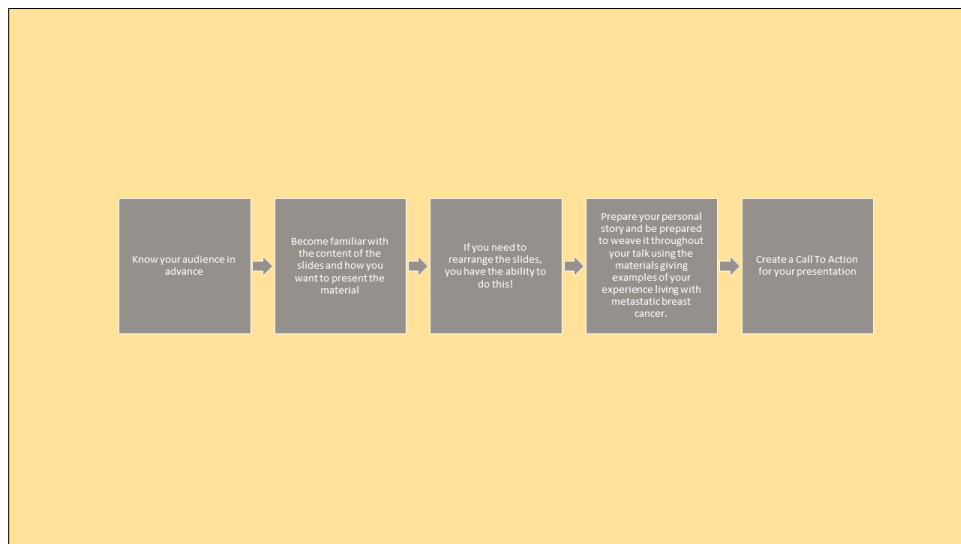 Know your audience in
advance
Become familiar with
the content of the
slides and how you
want to present the
material
If you need to
rearrange the slides,
you have the ability to
do this!
Prepare your personal
story and be prepared
to weave it throughout
your talk using the
materials giving
examples of your
experience living with
metastatic breast
cancer.
Create a Call To Action
for your presentation